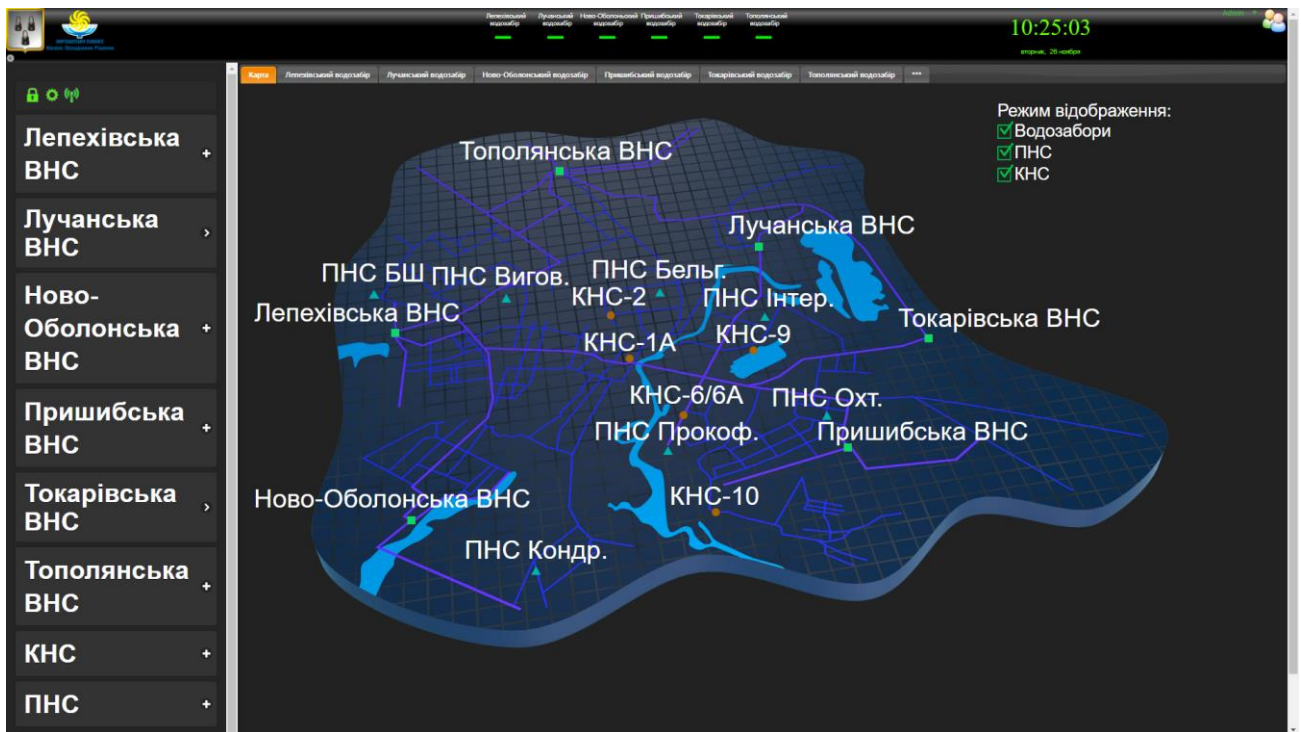 Лепехівський Лучанський Ново-Оболонський Пришибський Токарівський Тополянський
водозабір водозабір водозабір водозабір водозабір водозабір
10:25:03
вторник, 26 ноября
Admin
Карта Лепехівський водозабір Лучанський водозабір Ново-Оболонський водозабір Пришибський водозабір Токарівський водозабір Тополянський водозабір •••
Лепехівська
ВНС
+
Лучанська
ВНС
>
Ново-
Оболонська
ВНС
+
Пришибська
ВНС
+
Токарівська
ВНС
>
Тополянська
ВНС
+
КНС +
ПНС +
Режим відображення:
Водозабори
ПНС
КНС
Тополянська ВНС
Лучанська ВНС
ПНС БШ
ПНС Вигов.
ПНС Бельг.
КНС-2
ПНС Інтер.
Лепехівська ВНС
Токарівська ВНС
КНС-1А
КНС-9
КНС-6/6А
ПНС Охт.
ПНС Прокоф.
Пришибська ВНС
Ново-Оболонська ВНС
КНС-10
ПНС Кондр.